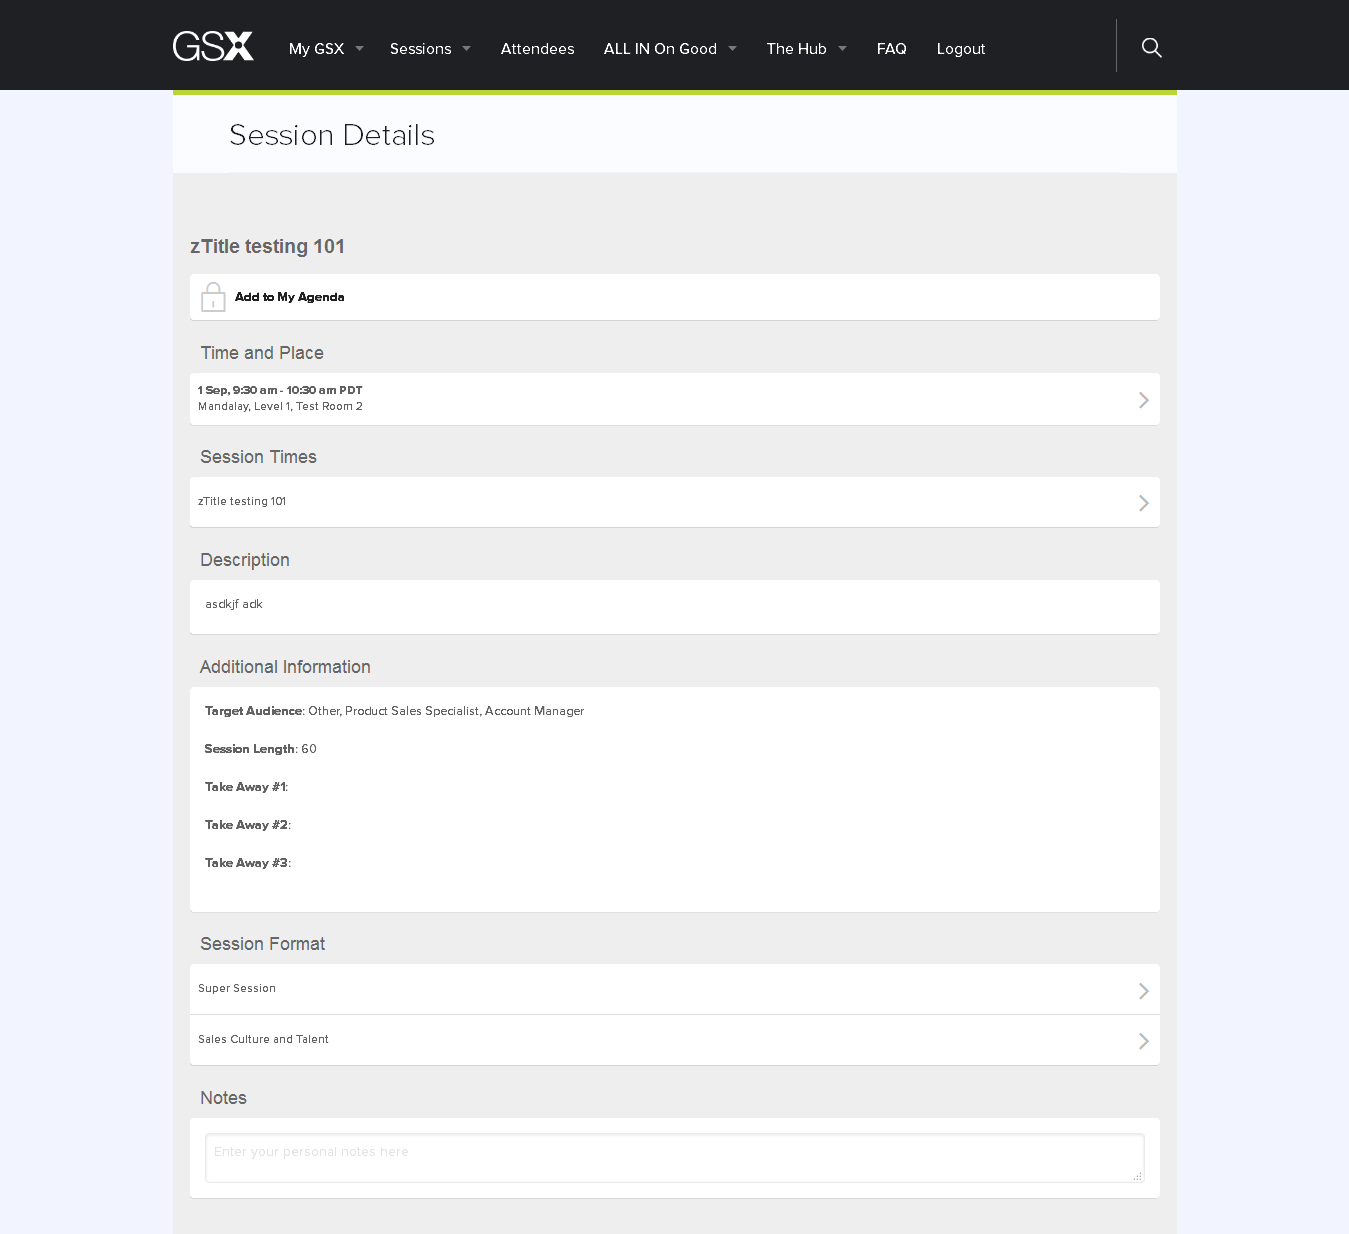 GSX My GSX Sessions Attendees ALL IN On Good The Hub FAQ Logout
Session Details
zTitle testing 101
Add to My Agenda
Time and Place
1 Sep, 9:30 am - 10:30 am PDT
Mandalay, Level 1, Test Room 2
Session Times
zTitle testing 101
Description
asdkjf adk
Additional Information
Target Audience: Other, Product Sales Specialist, Account Manager
Session Length: 60
Take Away #1:
Take Away #2:
Take Away #3:
Session Format
Super Session
Sales Culture and Talent
Notes
Enter your personal notes here